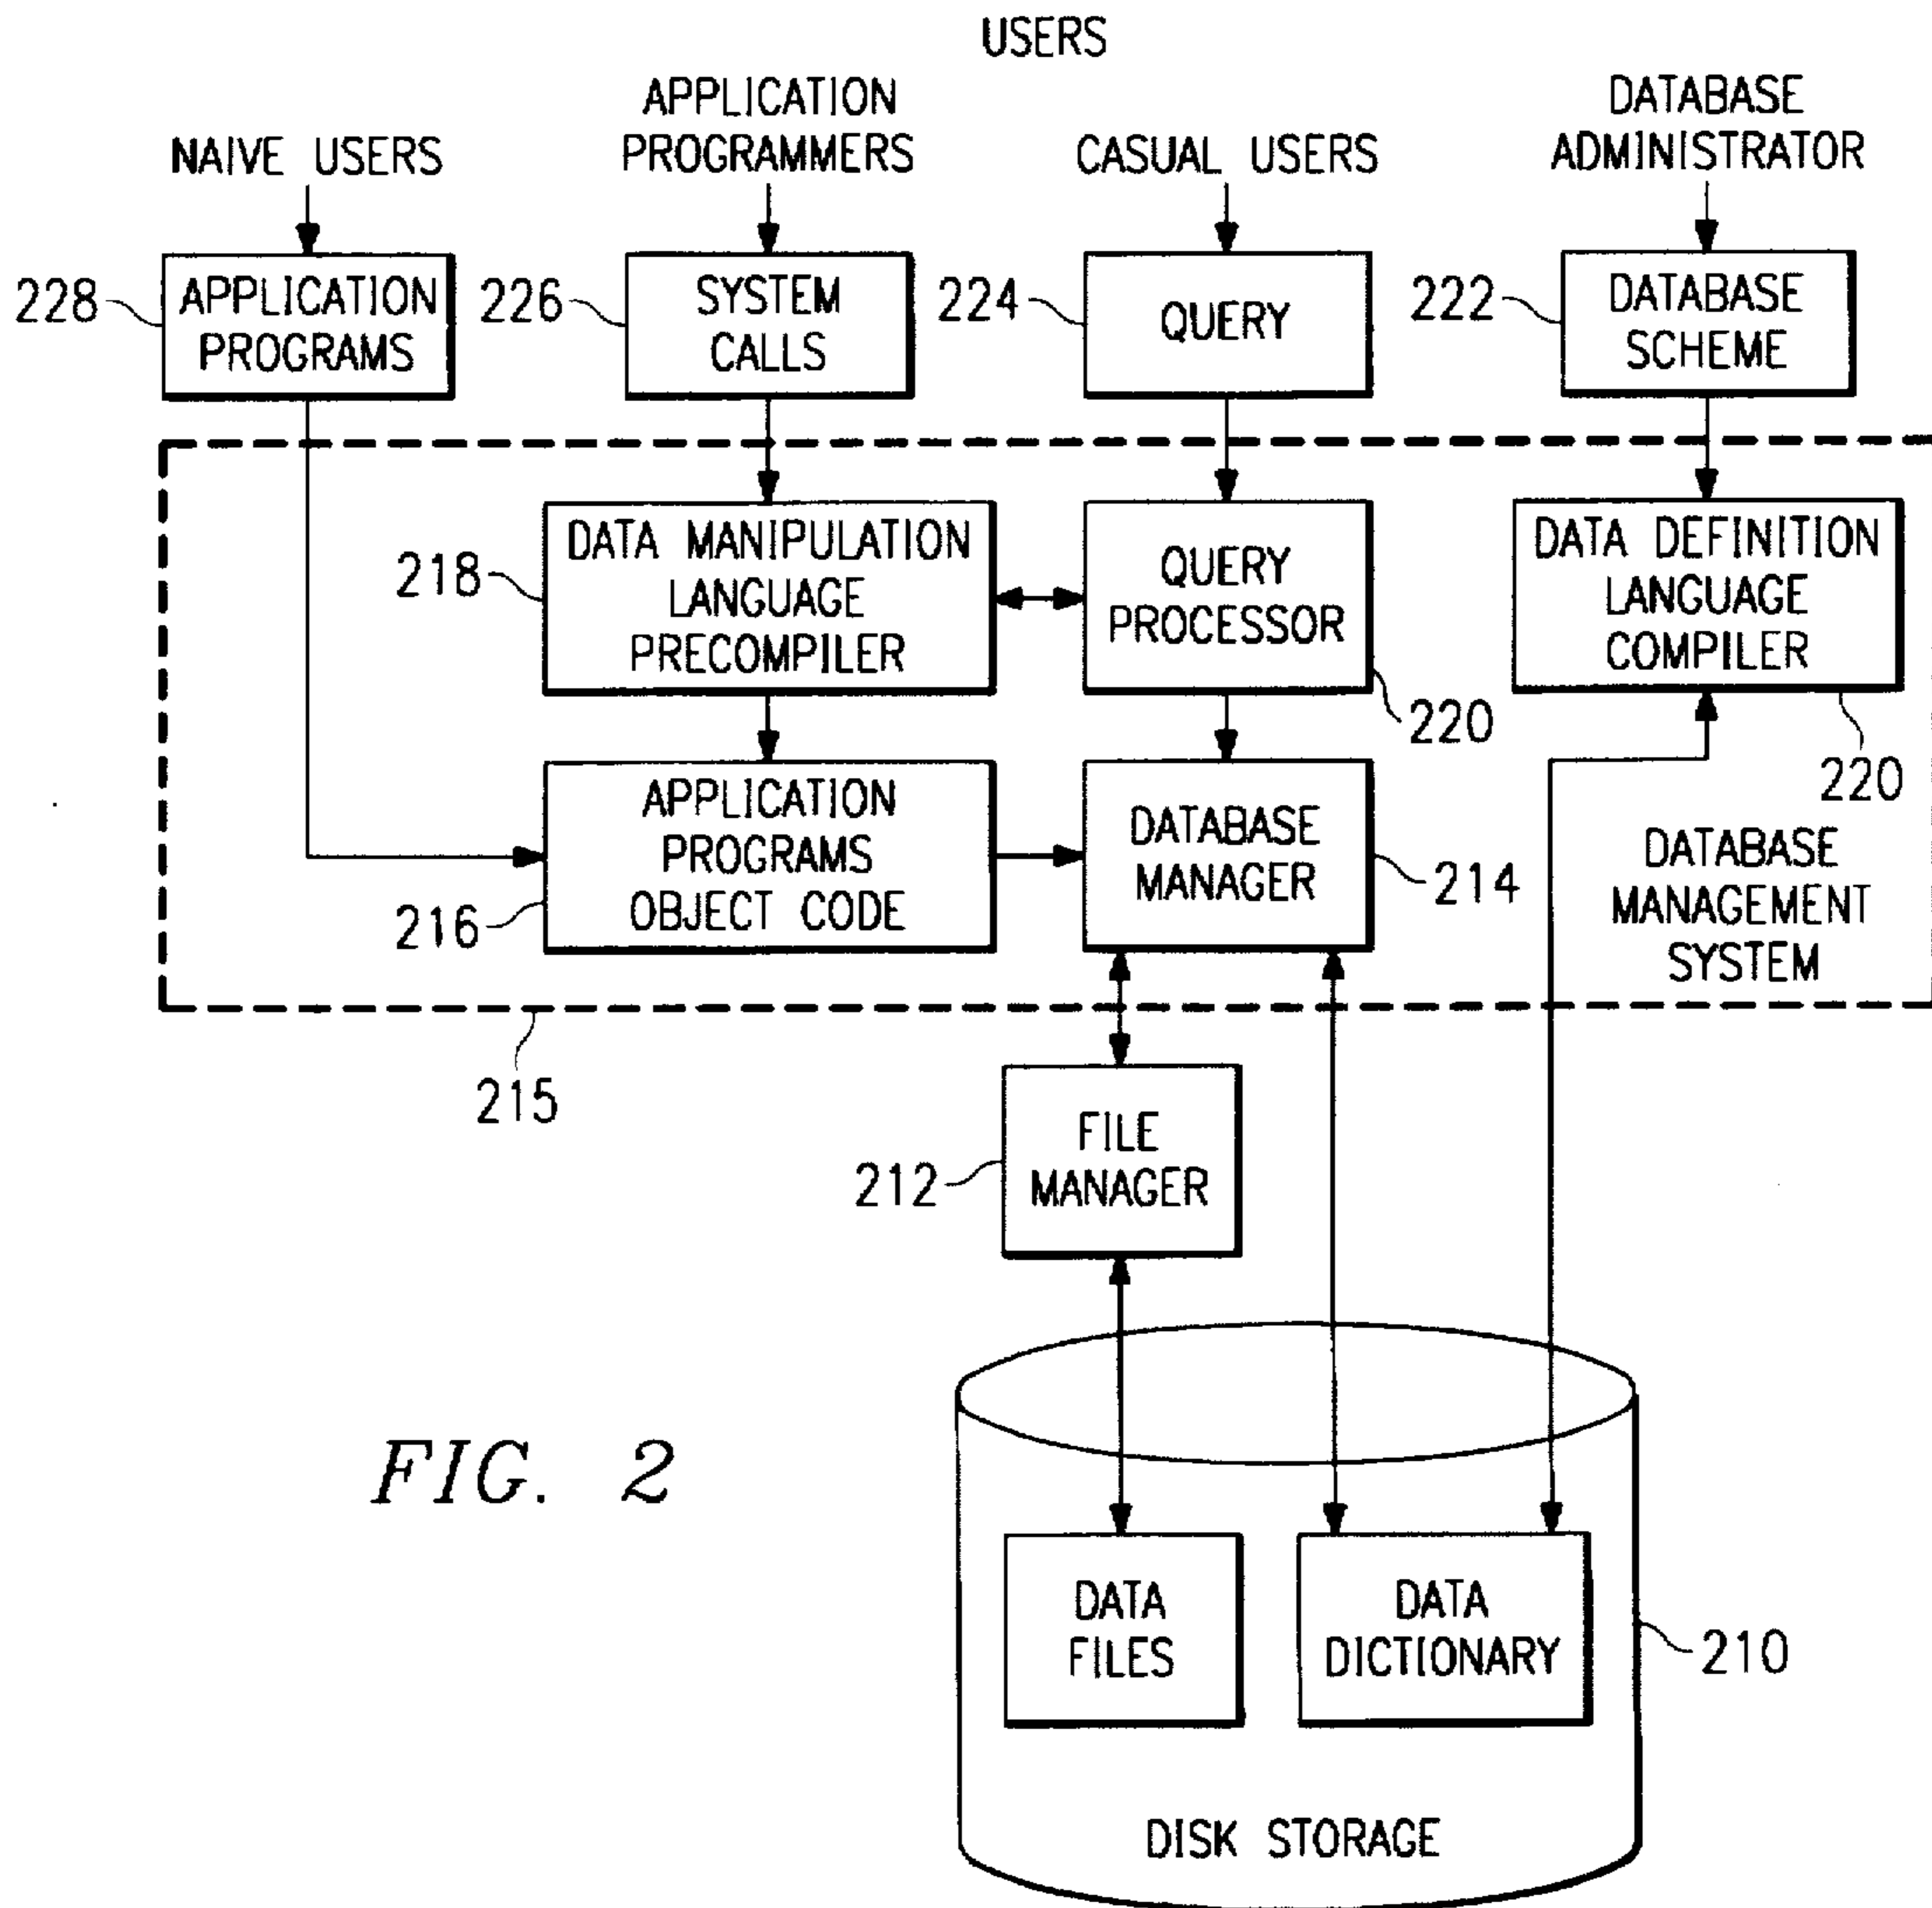 USERS
NAIVE USERS
APPLICATION
PROGRAMMERS
CASUAL USERS
DATABASE
ADMINISTRATOR
228
APPLICATION
PROGRAMS
226
SYSTEM
CALLS
224
QUERY
222
DATABASE
SCHEME
218
DATA MANIPULATION
LANGUAGE
PRECOMPILER
QUERY
PROCESSOR
220
DATA DEFINITION
LANGUAGE
COMPILER
220
216
APPLICATION
PROGRAMS
OBJECT CODE
DATABASE
MANAGER
214
DATABASE
MANAGEMENT
SYSTEM
215
212
FILE
MANAGER
FIG. 2
DATA
FILES
DATA
DICTIONARY
210
DISK STORAGE